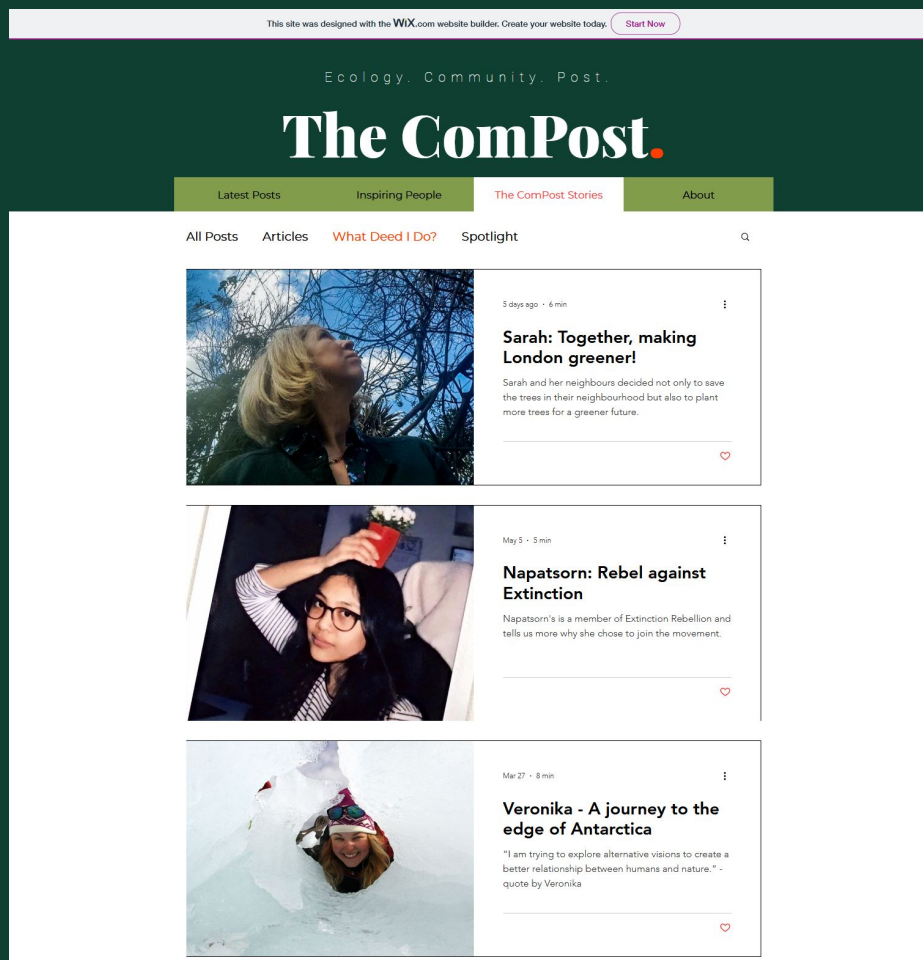 This site was designed with the WiX.com website builder. Create your website today. Start Now
Ecology. Community. Post.
The ComPost.
Latest Posts Inspiring People The ComPost Stories About
All Posts Articles What Deed I Do? Spotlight
5 days ago · 6 min
Sarah: Together, making
London greener!
Sarah and her neighbours decided not only to save
the trees in their neighbourhood but also to plant
more trees for a greener future.
May 5 · 5 min
Napatsorn: Rebel against
Extinction
Napatsorn's is a member of Extinction Rebellion and
tells us more why she chose to join the movement.
Mar 27 · 8 min
Veronika - A journey to the
edge of Antarctica
"I am trying to explore alternative visions to create a
better relationship between humans and nature." -
quote by Veronika